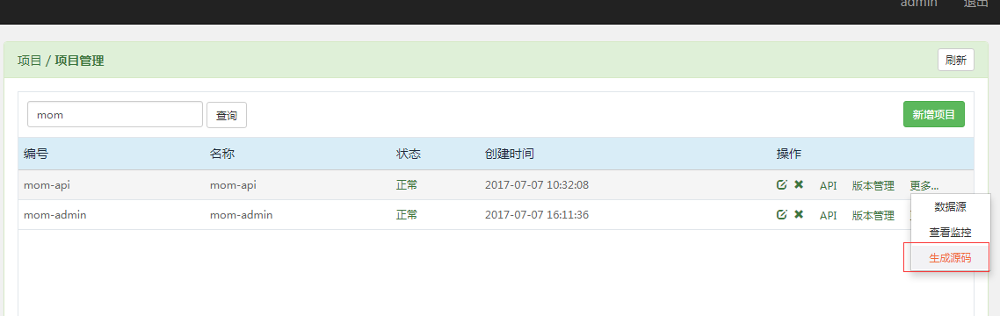 admin 退出
项目 / 项目管理 刷新
mom 查询 新增项目
编号 名称 状态 创建时间 操作
mom-api mom-api 正常 2017-07-07 10:32:08 API 版本管理 更多...
mom-admin mom-admin 正常 2017-07-07 16:11:36 API 版本管理
数据源
查看监控
生成源码